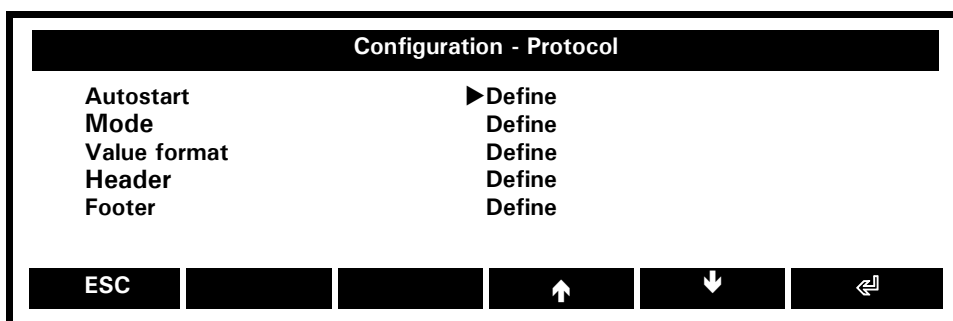 Configuration - Protocol
Autostart ▶Define
Mode Define
Value format Define
Header Define
Footer Define
ESC